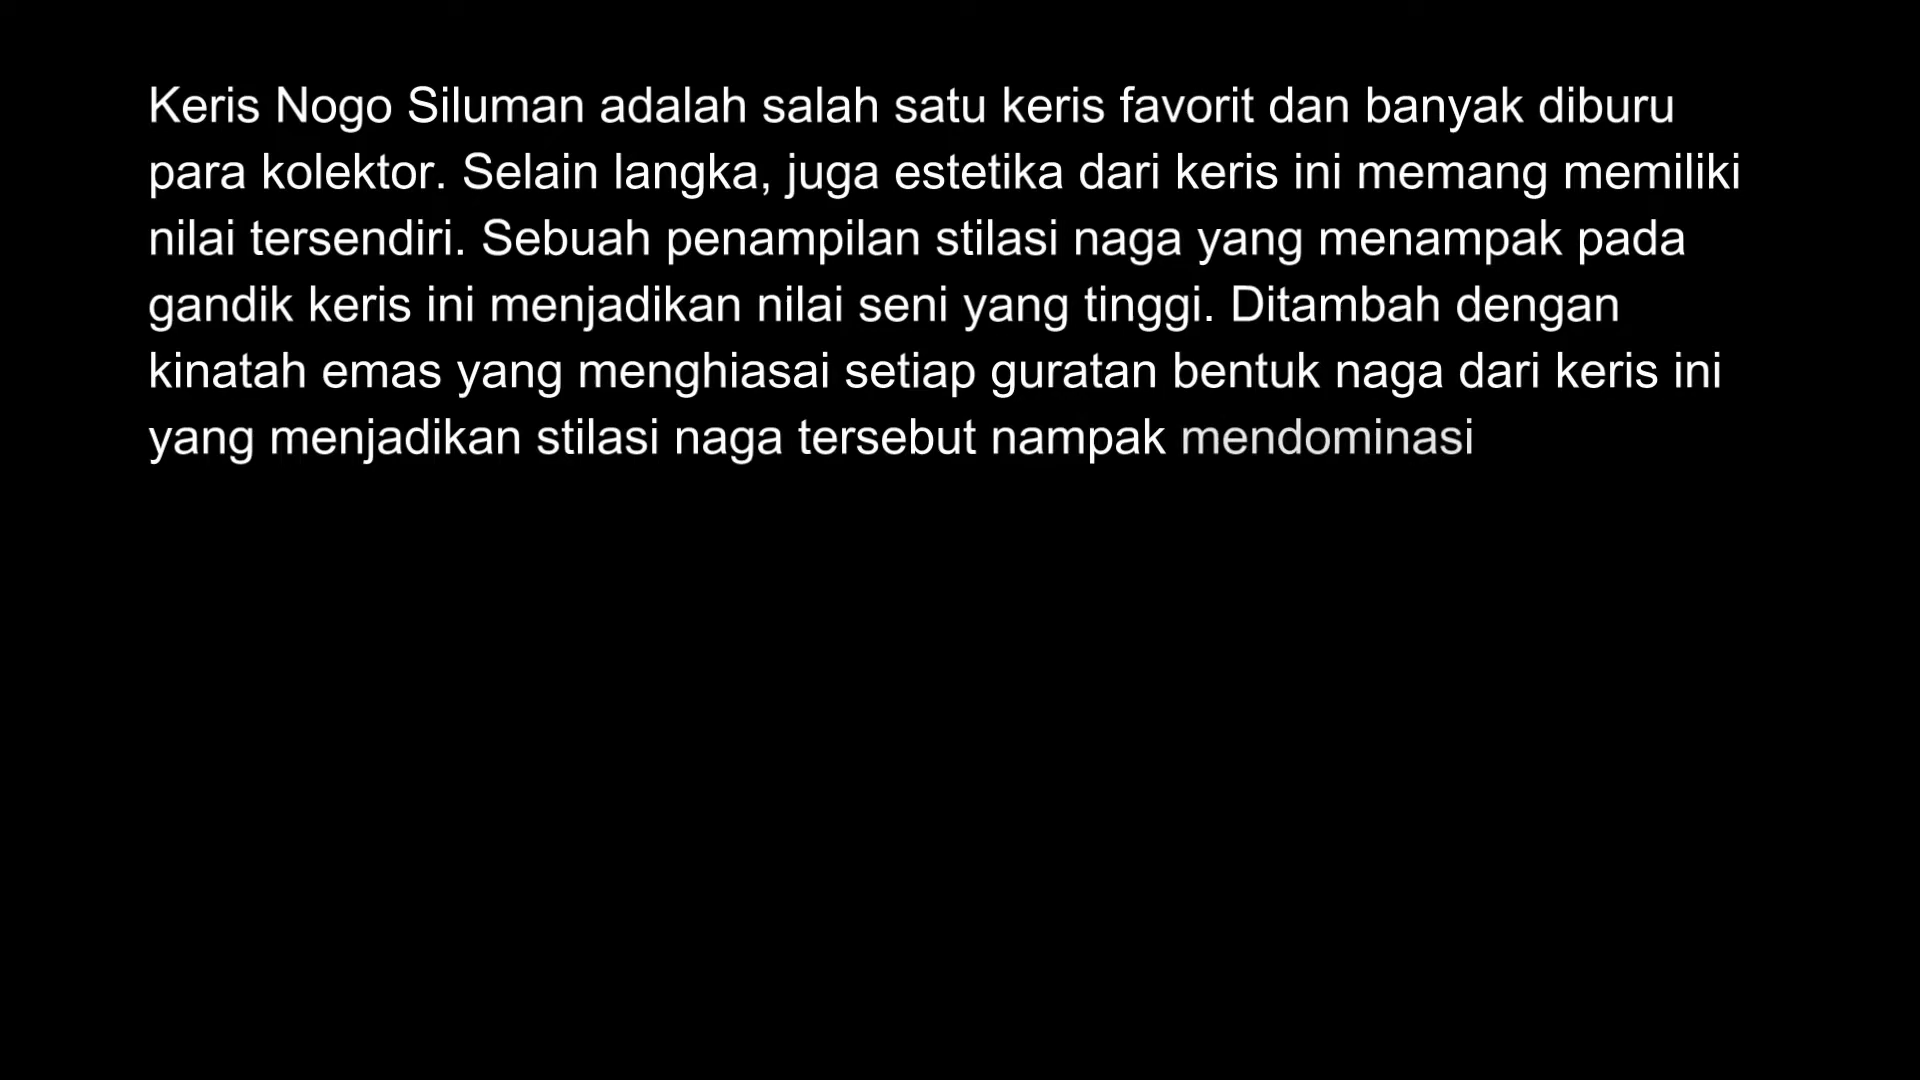 Keris Nogo Siluman adalah salah satu keris favorit dan banyak diburu
para kolektor. Selain langka, juga estetika dari keris ini memang memiliki
nilai tersendiri. Sebuah penampilan stilasi naga yang menampak pada
gandik keris ini menjadikan nilai seni yang tinggi. Ditambah dengan
kinatah emas yang menghiasai setiap guratan bentuk naga dari keris ini
yang menjadikan stilasi naga tersebut nampak mendominasi